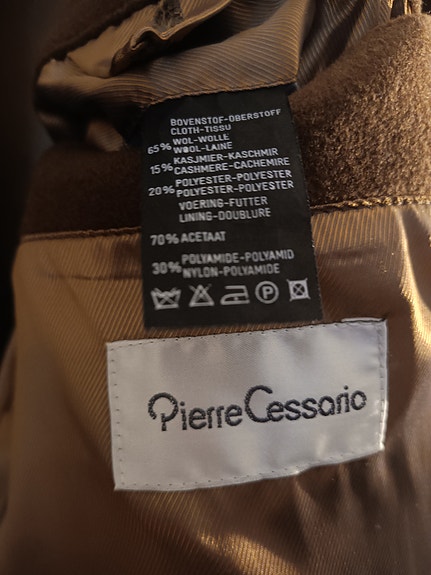 BOVENSTOF-OBERSTOFF
CLOTH-TISSU
65% WOL-WOLLE
WOOL-LAINE
15% KASJMIER-KASCHMIR
CASHMERE-CACHEMIRE
20% POLYESTER-POLYESTER
POLYESTER-POLYESTER
VOERING-FUTTER
LINING-DOUBLURE
70% ACETAAT
30% POLYAMIDE-POLYAMID
NYLON-POLYAMIDE
P
Pierre Cessario